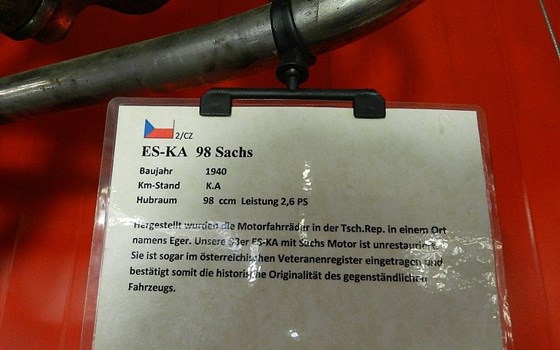 2/CZ
ES-KA 98 Sachs
Baujahr 1940
Km-Stand K.A
Hubraum 98 ccm Leistung 2,6 PS
Hergestellt wurden die Motorfahrräder in der Tsch.Rep. in einem Ort
namens Eger. Unsere 98er ES-KA mit Sachs Motor ist unrestauriert.
Sie ist sogar im österreichischen Veteranenregister eingetragen und
bestätigt somit die historische Originalität des gegenständlichen
Fahrzeugs.